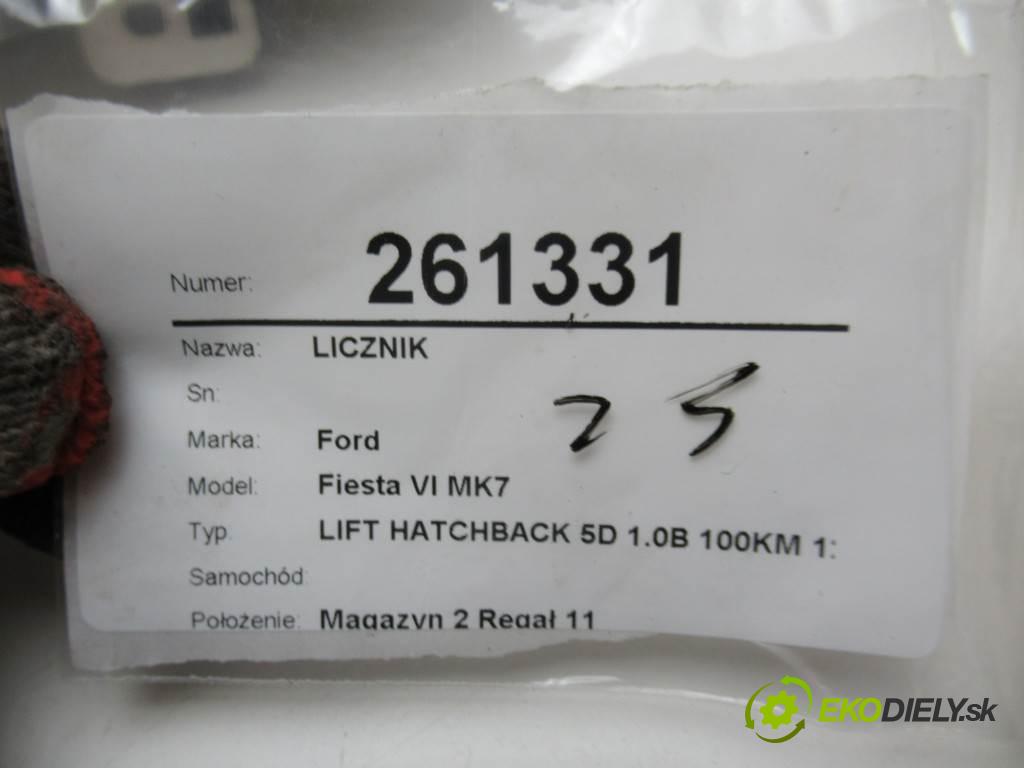 Numer: 261331
Nazwa: LICZNIK
Sn:
25
Marka: Ford
Model: Fiesta VI MK7
Typ: LIFT HATCHBACK 5D 1.0B 100KM 1:
Samochód:
Położenie: Magazyn 2 Regał 11
EKODIELY.sk